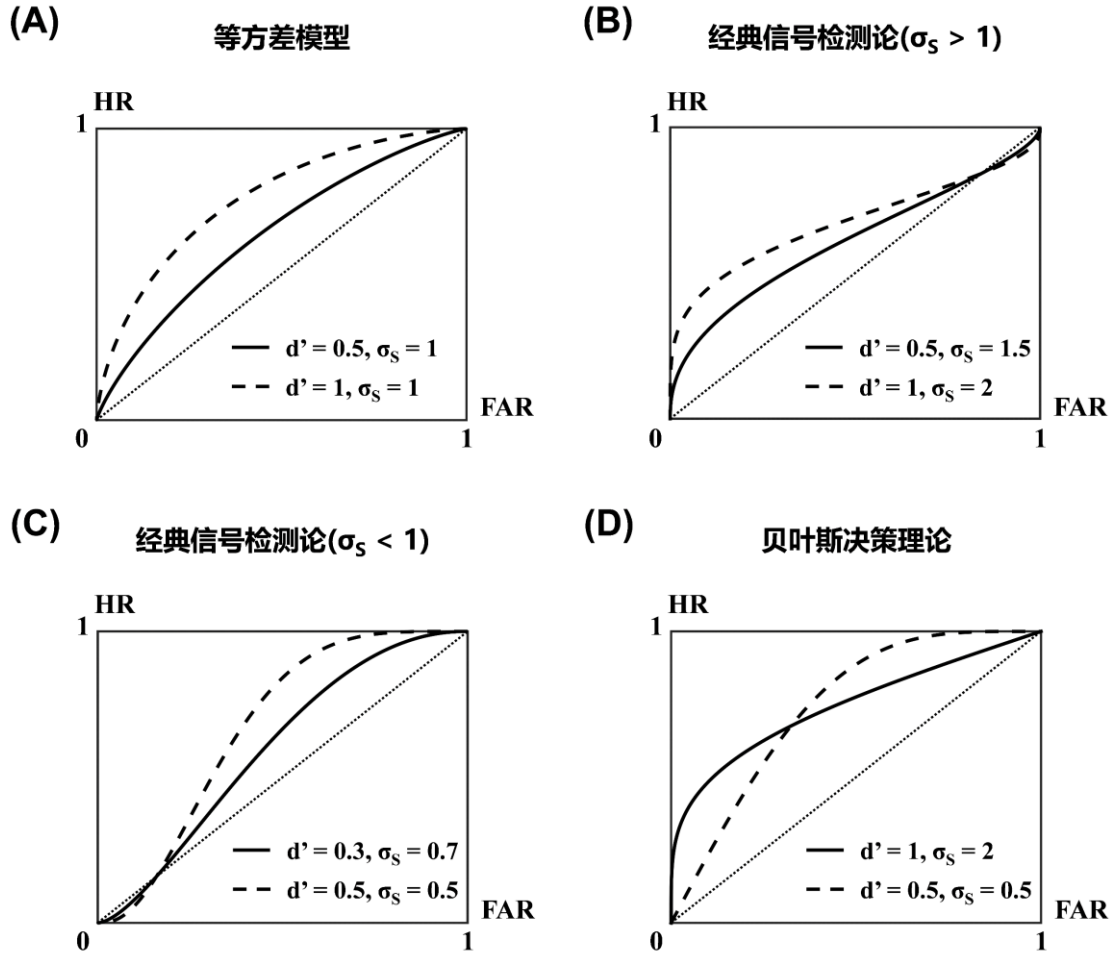 (A)
等方差模型
HR
1
d’ = 0.5, σS = 1
d’ = 1, σS = 1
FAR
0
1
(B)
经典信号检测论(σS > 1)
HR
1
d’ = 0.5, σS = 1.5
d’ = 1, σS = 2
FAR
0
1
(C)
经典信号检测论(σS < 1)
HR
1
d’ = 0.3, σS = 0.7
d’ = 0.5, σS = 0.5
FAR
0
1
(D)
贝叶斯决策理论
HR
1
d’ = 1, σS = 2
d’ = 0.5, σS = 0.5
FAR
0
1